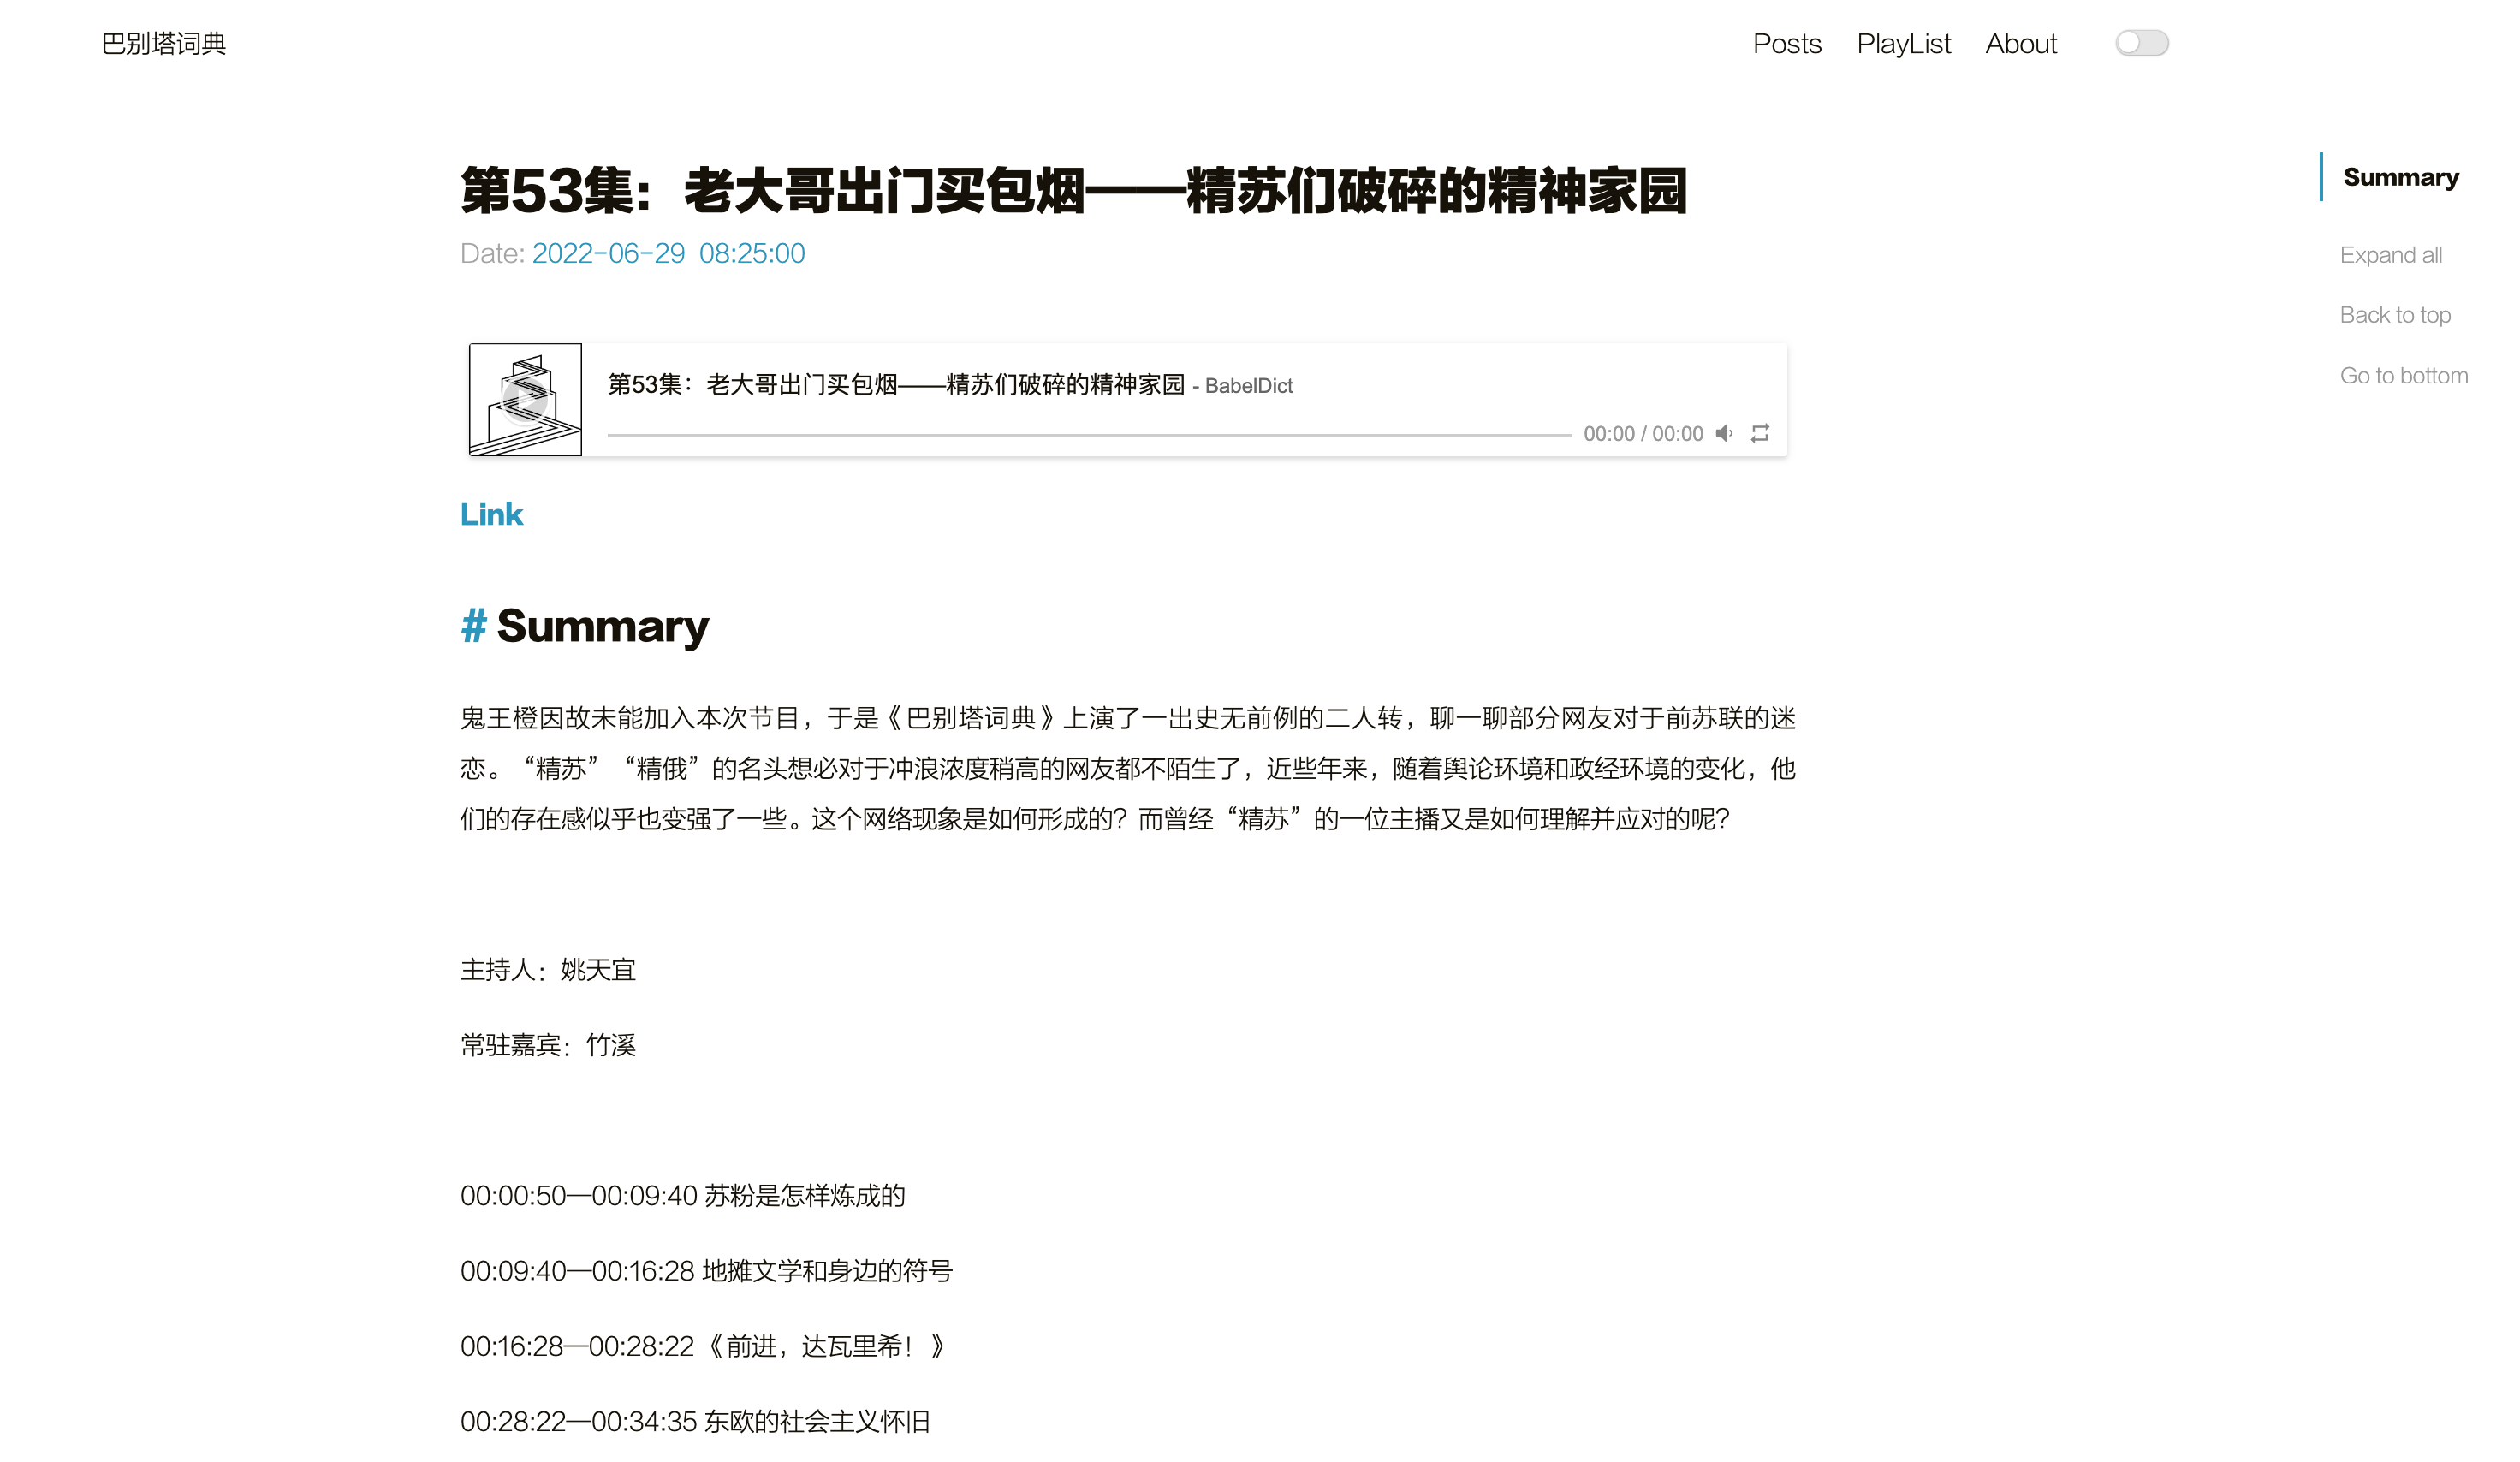 巴别塔词典
Posts PlayList About
第53集：老大哥出门买包烟——精苏们破碎的精神家园
Date: 2022-06-29 08:25:00
第53集：老大哥出门买包烟——精苏们破碎的精神家园 - BabelDict
00:00 / 00:00
Link
# Summary
鬼王橙因故未能加入本次节目，于是《巴别塔词典》上演了一出史无前例的二人转，聊一聊部分网友对于前苏联的迷
恋。“精苏”“精俄”的名头想必对于冲浪浓度稍高的网友都不陌生了，近些年来，随着舆论环境和政经环境的变化，他
们的存在感似乎也变强了一些。这个网络现象是如何形成的？而曾经“精苏”的一位主播又是如何理解并应对的呢？
主持人：姚天宜
常驻嘉宾：竹溪
00:00:50—00:09:40 苏粉是怎样炼成的
00:09:40—00:16:28 地摊文学和身边的符号
00:16:28—00:28:22 《前进，达瓦里希！》
00:28:22—00:34:35 东欧的社会主义怀旧
Summary
Expand all
Back to top
Go to bottom